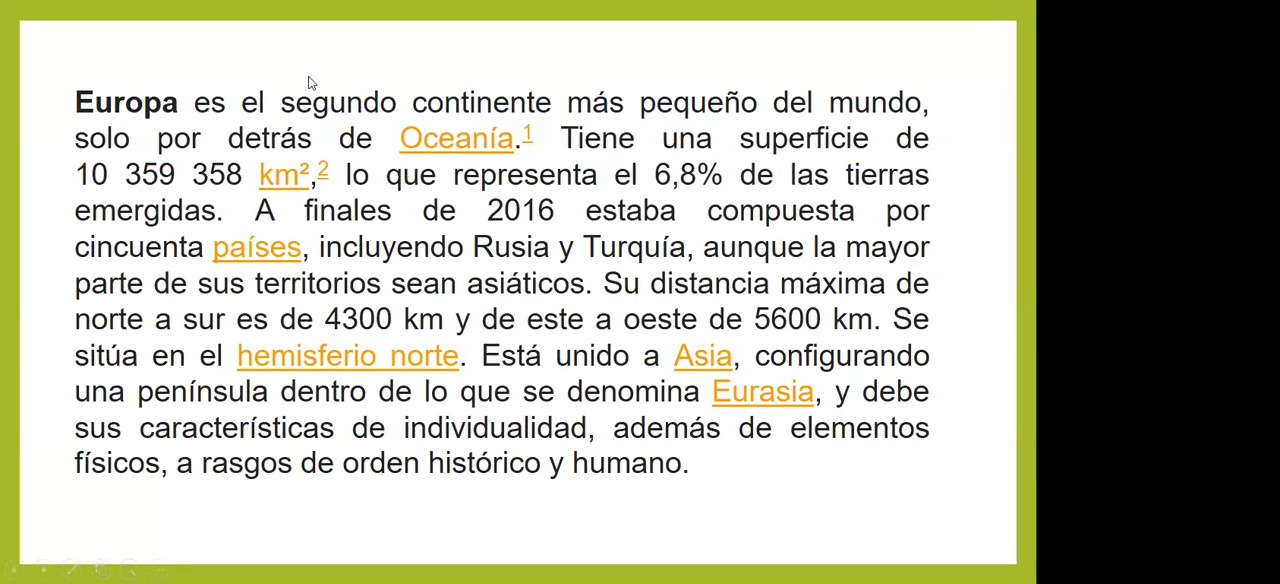 Europa es el segundo continente más pequeño del mundo,
solo por detrás de Oceanía.1 Tiene una superficie de
10 359 358 km²,2 lo que representa el 6,8% de las tierras
emergidas. A finales de 2016 estaba compuesta por
cincuenta países, incluyendo Rusia y Turquía, aunque la mayor
parte de sus territorios sean asiáticos. Su distancia máxima de
norte a sur es de 4300 km y de este a oeste de 5600 km. Se
sitúa en el hemisferio norte. Está unido a Asia, configurando
una península dentro de lo que se denomina Eurasia, y debe
sus características de individualidad, además de elementos
físicos, a rasgos de orden histórico y humano.